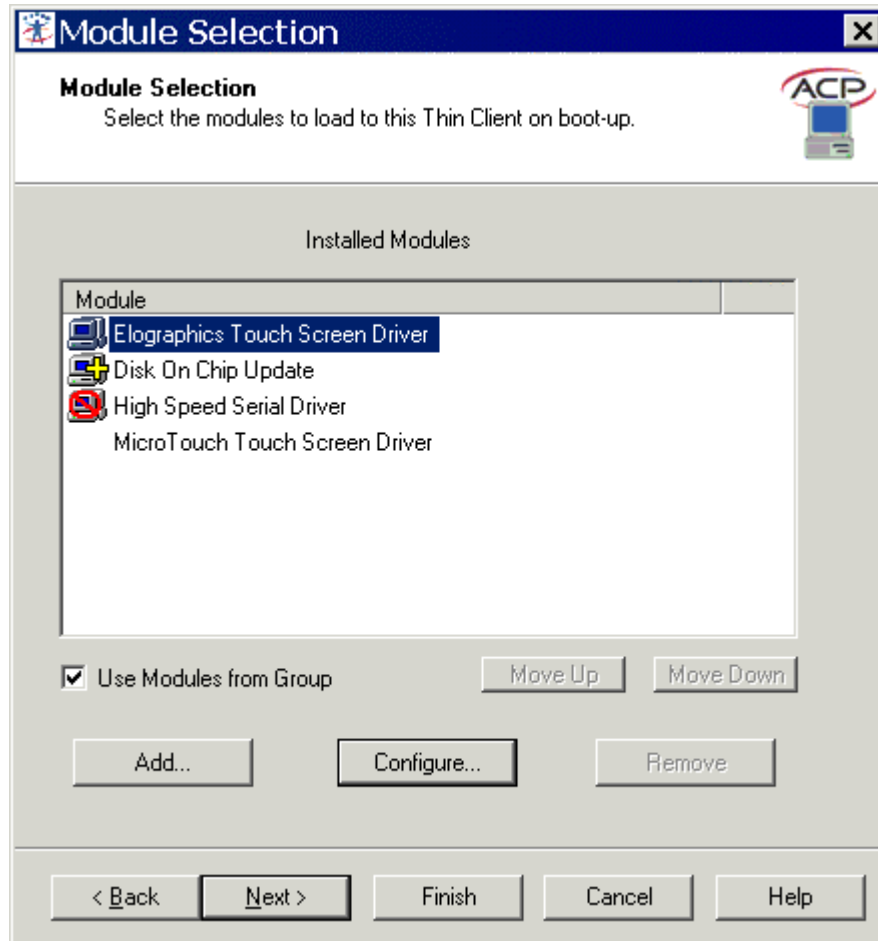 Module Selection
Module Selection
Select the modules to load to this Thin Client on boot-up.
ACP
Installed Modules
Module
Elographics Touch Screen Driver
Disk On Chip Update
High Speed Serial Driver
MicroTouch Touch Screen Driver
Use Modules from Group
Move Up
Move Down
Add...
Configure...
Remove
< Back
Next >
Finish
Cancel
Help